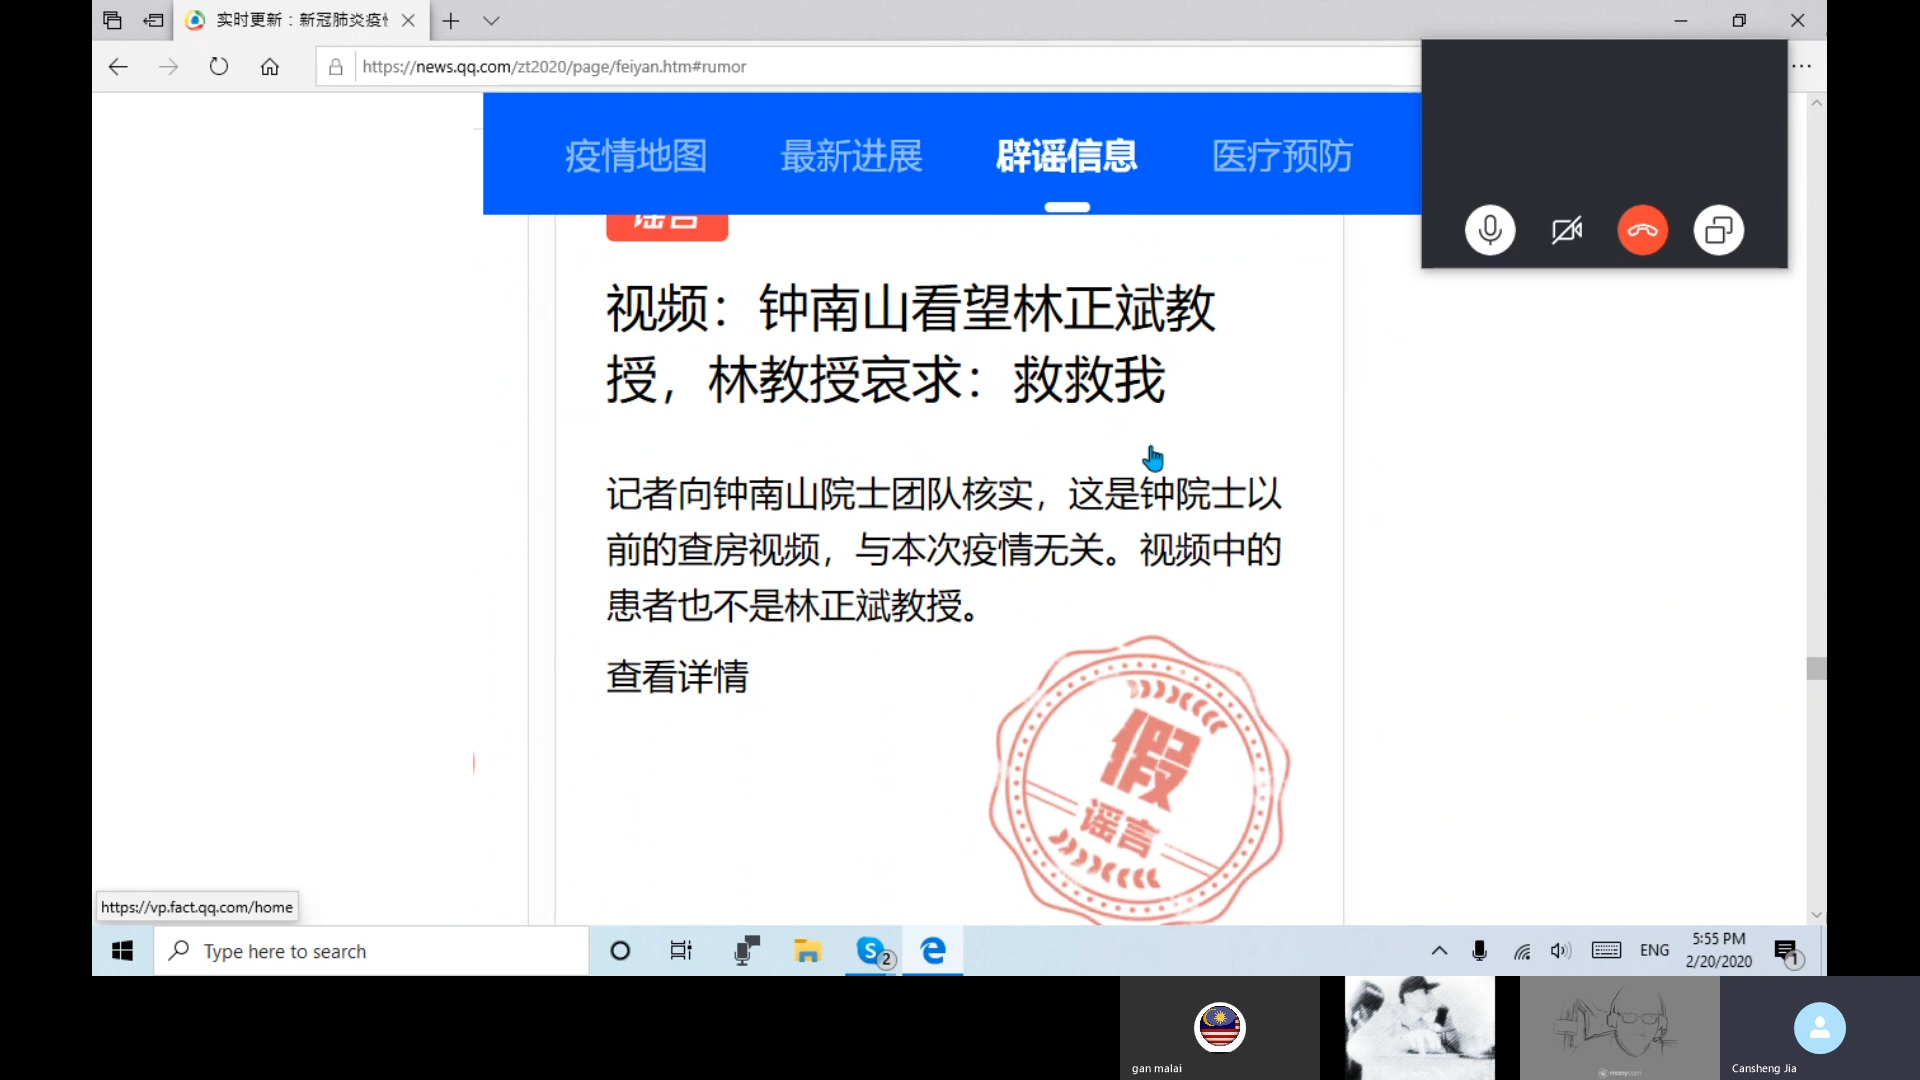 实时更新：新冠肺炎疫情
https://news.qq.com/zt2020/page/feiyan.htm#rumor
疫情地图 最新进展 辟谣信息 医疗预防
谣言
视频：钟南山看望林正斌教
授，林教授哀求：救救我
记者向钟南山院士团队核实，这是钟院士以
前的查房视频，与本次疫情无关。视频中的
患者也不是林正斌教授。
查看详情
假
谣言
https://vp.fact.qq.com/home
Type here to search
2
ENG
5:55 PM
2/20/2020
1
gan malai
manycam
Cansheng Jia